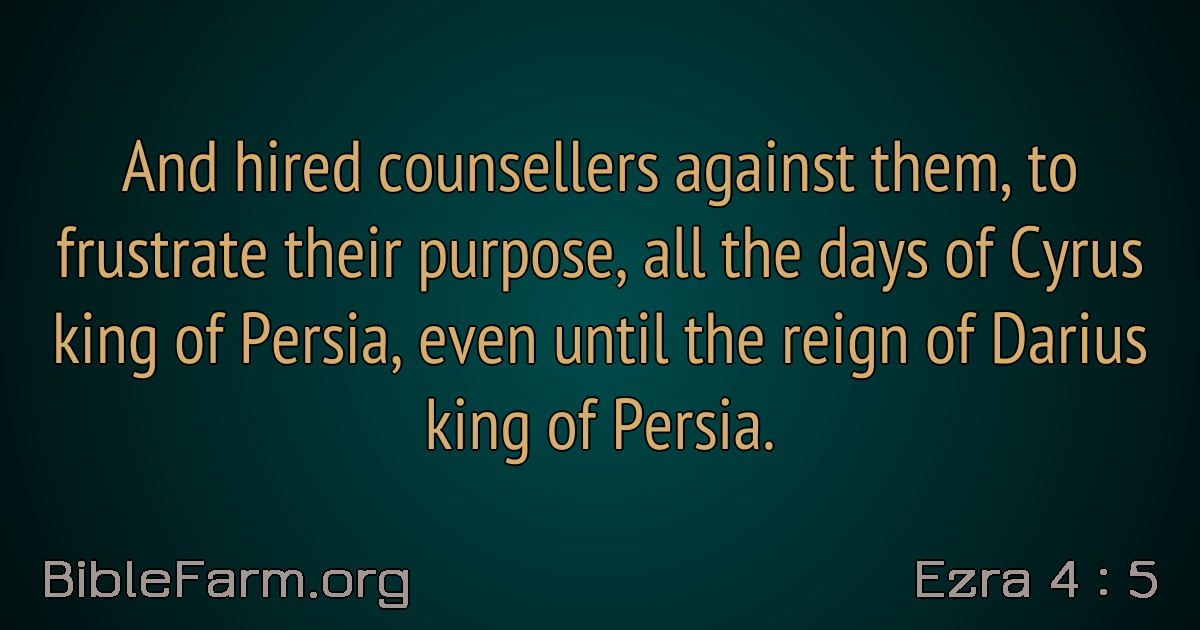 And hired counsellers against them, to
frustrate their purpose, all the days of Cyrus
king of Persia, even until the reign of Darius
king of Persia.
BibleFarm.org
Ezra 4 : 5